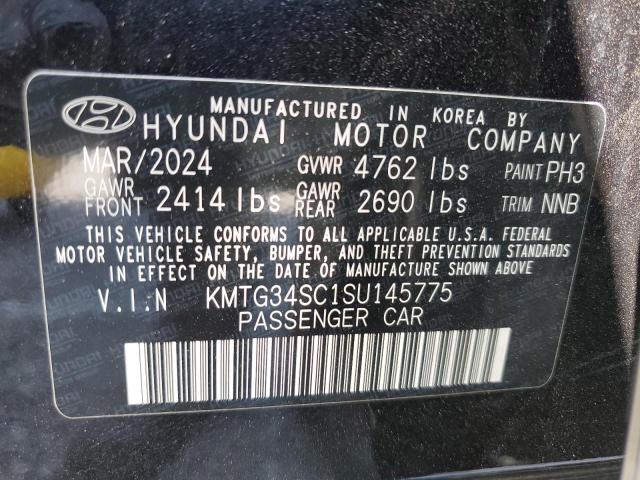 MANUFACTURED IN KOREA BY
HYUNDAI MOTOR COMPANY
MAR/2024 GVWR 4762 lbs PAINT PH3
GAWR FRONT 2414 lbs GAWR REAR 2690 lbs TRIM NNB
THIS VEHICLE CONFORMS TO ALL APPLICABLE U.S.A. FEDERAL
MOTOR VEHICLE SAFETY, BUMPER, AND THEFT PREVENTION STANDARDS
IN EFFECT ON THE DATE OF MANUFACTURE SHOWN ABOVE
V.I.N KMTG34SC1SU145775
PASSENGER CAR